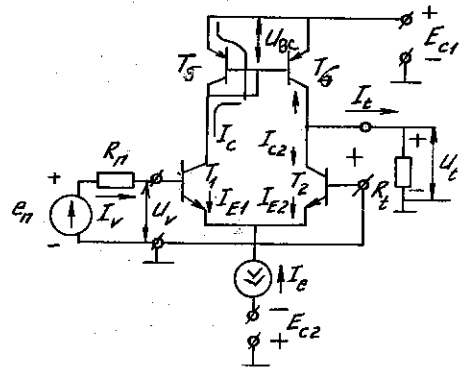 +
U_BC
E_C1
-
T_5
T_6
I_t
I_C
I_C2
+
R_n
T_1
T_2
R_t
U_t
+
e_n
I_v
U_v
I_E1
I_E2
-
I_e
-
E_C2
+